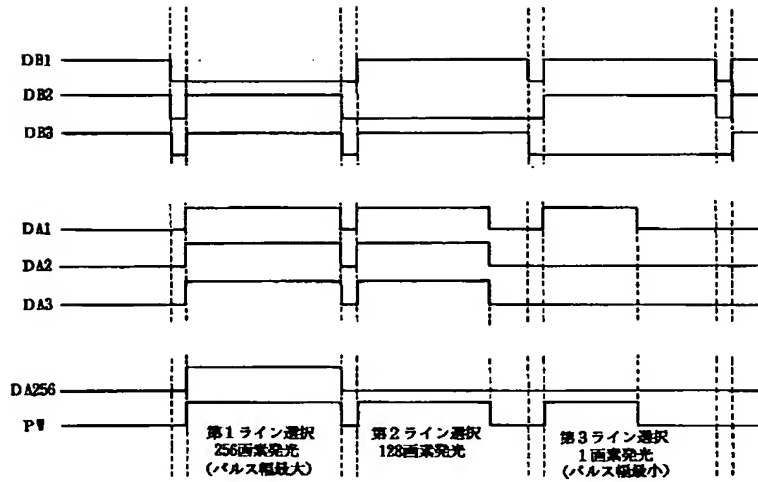 DB1
DB2
DB3
DA1
DA2
DA3
DA256
PW
第1ライン選択
256画素発光
(パルス幅最大)
第2ライン選択
128画素発光
第3ライン選択
1画素発光
(パルス幅最小)